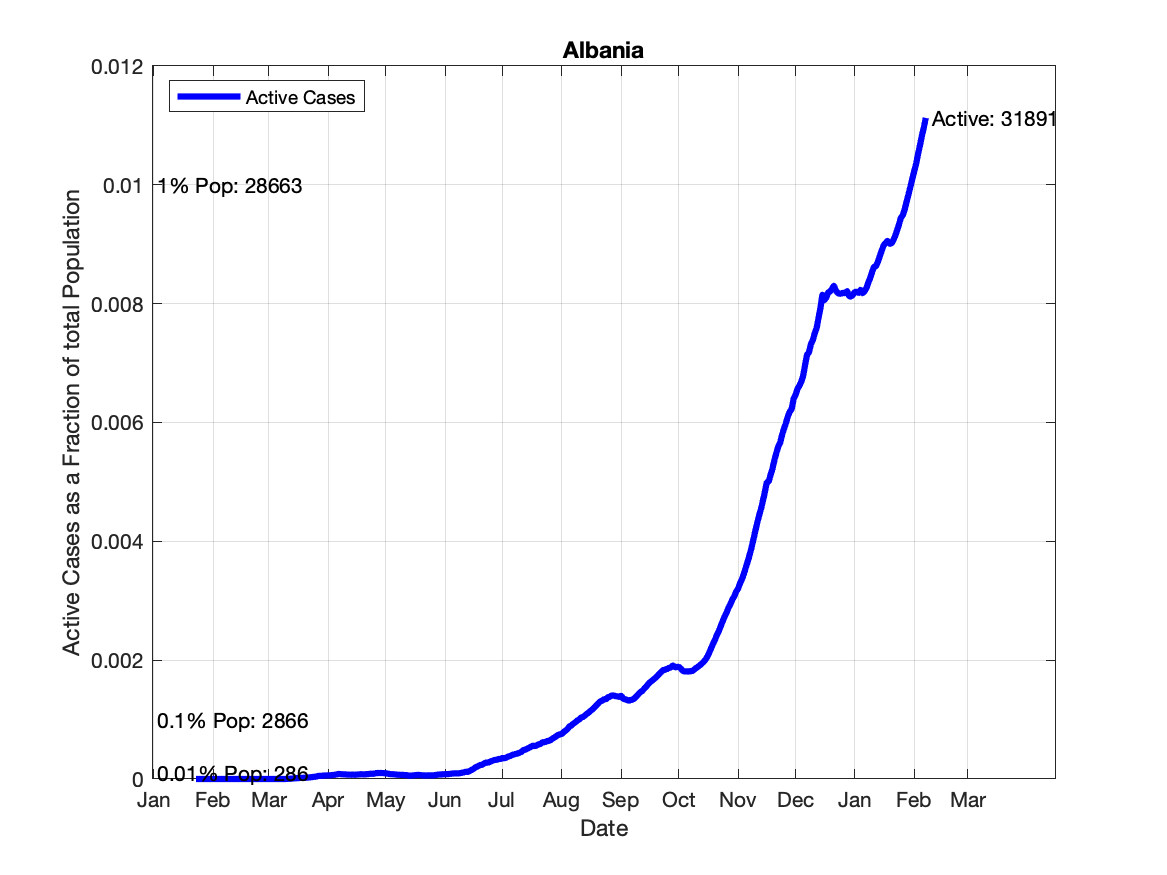 Albania
Active Cases
Active Cases as a Fraction of total Population
0.012
0.01
0.008
0.006
0.004
0.002
0
1% Pop: 28663
0.1% Pop: 2866
0.01% Pop: 286
Active: 31891
Jan Feb Mar Apr May Jun Jul Aug Sep Oct Nov Dec Jan Feb Mar
Date